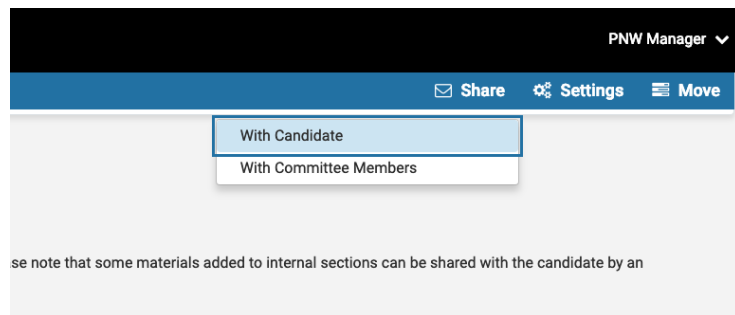 PNW Manager
Share Settings Move
With Candidate
With Committee Members
se note that some materials added to internal sections can be shared with the candidate by an